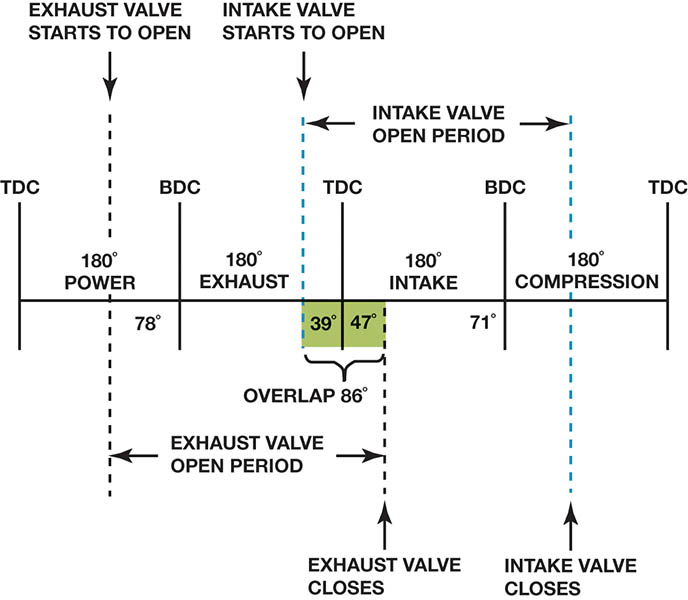 EXHAUST VALVE
STARTS TO OPEN
INTAKE VALVE
STARTS TO OPEN
INTAKE VALVE
OPEN PERIOD
TDC
BDC
TDC
BDC
TDC
180°
POWER
180°
EXHAUST
180°
INTAKE
180°
COMPRESSION
78°
39°
47°
71°
OVERLAP 86°
EXHAUST VALVE
OPEN PERIOD
EXHAUST VALVE
CLOSES
INTAKE VALVE
CLOSES